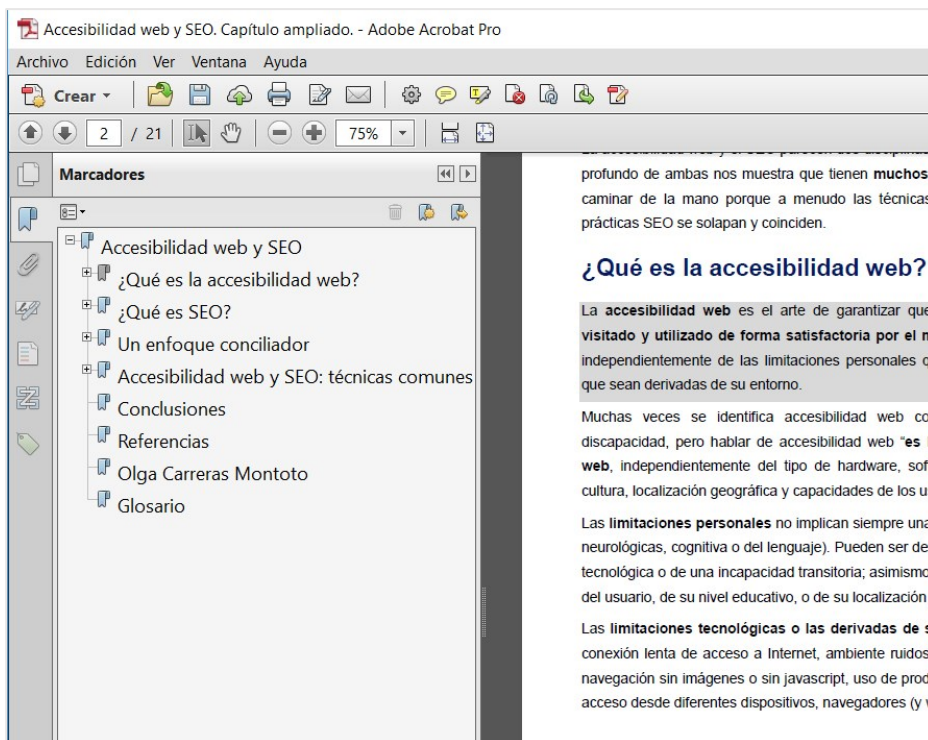 Accesibilidad web y SEO. Capítulo ampliado. - Adobe Acrobat Pro
Archivo Edición Ver Ventana Ayuda
Crear
2 / 21 75%
Marcadores
Accesibilidad web y SEO
¿Qué es la accesibilidad web?
¿Qué es SEO?
Un enfoque conciliador
Accesibilidad web y SEO: técnicas comunes
Conclusiones
Referencias
Olga Carreras Montoto
Glosario
profundo de ambas nos muestra que tienen muchos
caminar de la mano porque a menudo las técnicas
prácticas SEO se solapan y coinciden.
¿Qué es la accesibilidad web?
La accesibilidad web es el arte de garantizar que
visitado y utilizado de forma satisfactoria por el
independientemente de las limitaciones personales
que sean derivadas de su entorno.
Muchas veces se identifica accesibilidad web
discapacidad, pero hablar de accesibilidad web “es
web, independientemente del tipo de hardware,
cultura, localización geográfica y capacidades de los
Las limitaciones personales no implican siempre una
neurológicas, cognitiva o del lenguaje). Pueden ser
tecnológica o de una incapacidad transitoria; asimismo
del usuario, de su nivel educativo, o de su localización
Las limitaciones tecnológicas o las derivadas de
conexión lenta de acceso a Internet, ambiente
navegación sin imágenes o sin javascript, uso de
acceso desde diferentes dispositivos, navegadores (y